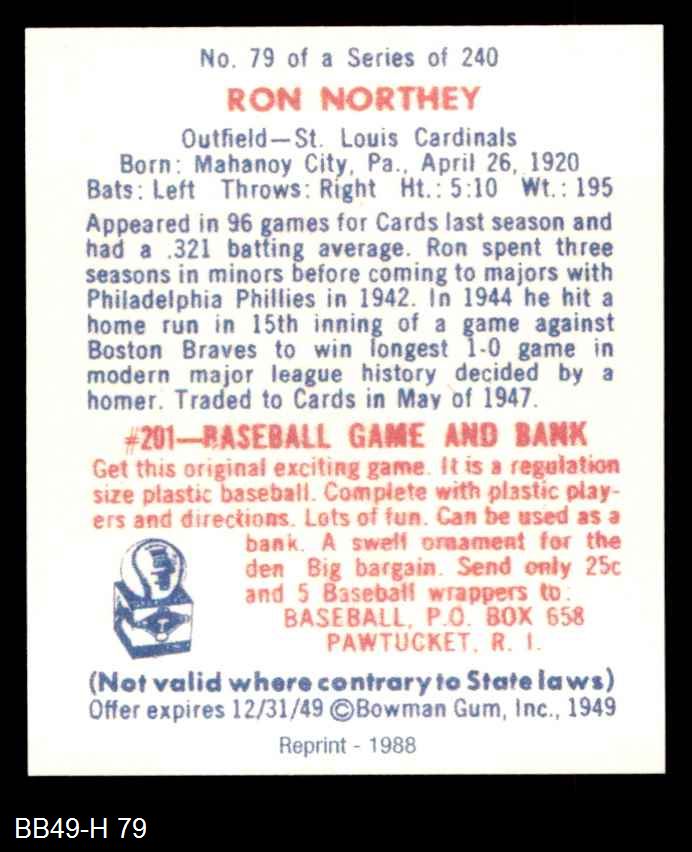 No. 79 of a Series of 240
RON NORTHEY
Outfield—St. Louis Cardinals
Born: Mahanoy City, Pa., April 26, 1920
Bats: Left Throws: Right Ht.: 5:10 Wt.: 195
Appeared in 96 games for Cards last season and
had a .321 batting average. Ron spent three
seasons in minors before coming to majors with
Philadelphia Phillies in 1942. In 1944 he hit a
home run in 15th inning of a game against
Boston Braves to win longest 1-0 game in
modern major league history decided by a
homer. Traded to Cards in May of 1947.
#201—BASEBALL GAME AND BANK
Get this original exciting game. It is a regulation
size plastic baseball. Complete with plastic play-
ers and directions. Lots of fun. Can be used as a
bank. A swell ornament for the
den Big bargain. Send only 25c
and 5 Baseball wrappers to:
BASEBALL, P.O. BOX 658
PAWTUCKET, R. I.
(Not valid where contrary to State laws)
Offer expires 12/31/49 ©Bowman Gum, Inc., 1949
Reprint - 1988
BB49-H 79